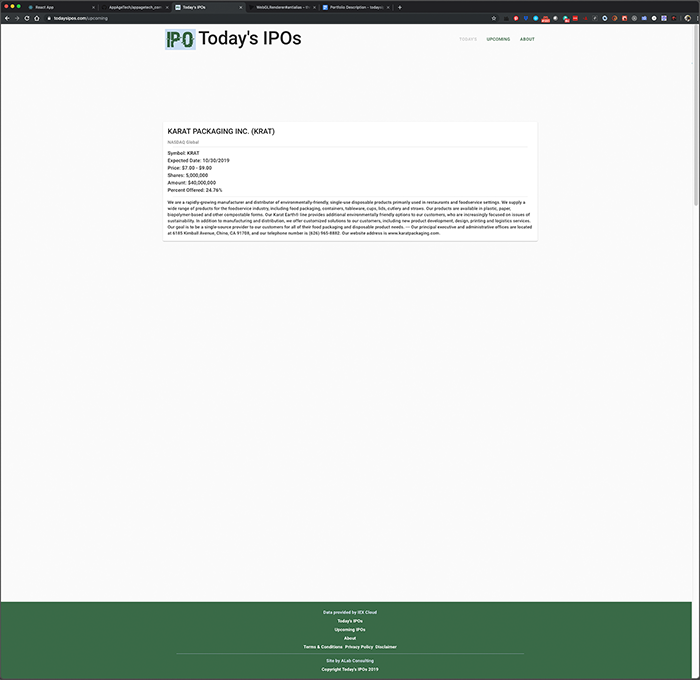 React App
AppAgeTech/appagetech_com
Today's IPOs
WebGLRenderer#antialias – th
Portfolio Description - todaysip
todaysipos.com/upcoming
IPO Today's IPOs
TODAY'S UPCOMING ABOUT
KARAT PACKAGING INC. (KRAT)
NASDAQ Global
Symbol: KRAT
Expected Date: 10/30/2019
Price: $7.00 - $9.00
Shares: 5,000,000
Amount: $40,000,000
Percent Offered: 24.76%
We are a rapidly-growing manufacturer and distributor of environmentally-friendly, single-use disposable products primarily used in restaurants and foodservice settings. We supply a
wide range of products for the foodservice industry, including food packaging, containers, tableware, cups, lids, cutlery and straws. Our products are available in plastic, paper,
biopolymer-based and other compostable forms. Our Karat Earth® line provides additional environmentally friendly options to our customers, who are increasingly focused on issues of
sustainability. In addition to manufacturing and distribution, we offer customized solutions to our customers, including new product development, design, printing and logistics services.
Our goal is to be a single-source provider to our customers for all of their food packaging and disposable product needs. --- Our principal executive and administrative offices are located
at 6185 Kimball Avenue, Chino, CA 91708, and our telephone number is (626) 965-8882. Our website address is www.karatpackaging.com.
Data provided by IEX Cloud
Today's IPOs
Upcoming IPOs
About
Terms & Conditions Privacy Policy Disclaimer
Site by ALab Consulting
Copyright Today's IPOs 2019